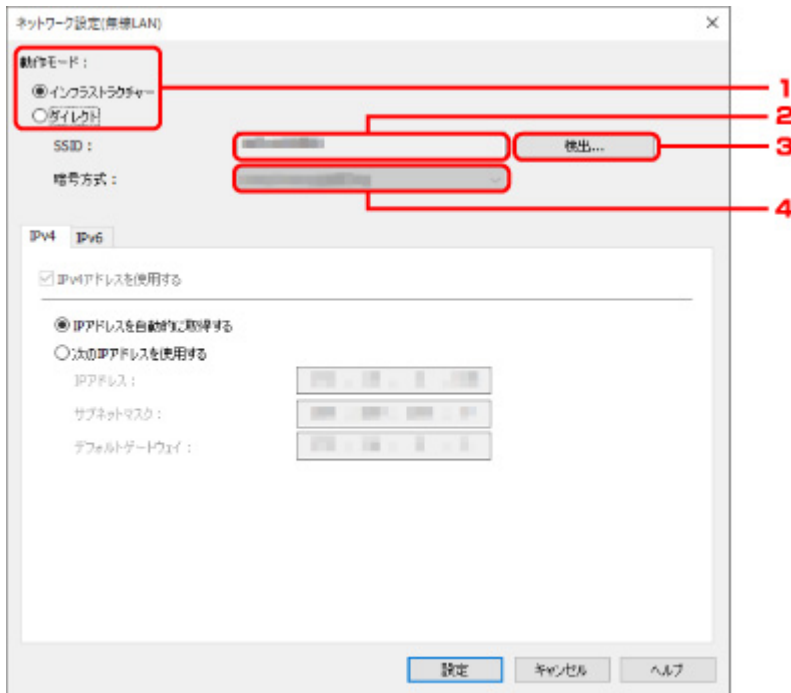 ネットワーク設定(無線LAN)
動作モード：
インフラストラクチャー
1
ダイレクト
2
SSID：
検出...
3
暗号方式：
4
IPv4 IPv6
IPv4アドレスを使用する
IPアドレスを自動的に取得する
次のIPアドレスを使用する
IPアドレス：
サブネットマスク：
デフォルトゲートウェイ：
設定 キャンセル ヘルプ